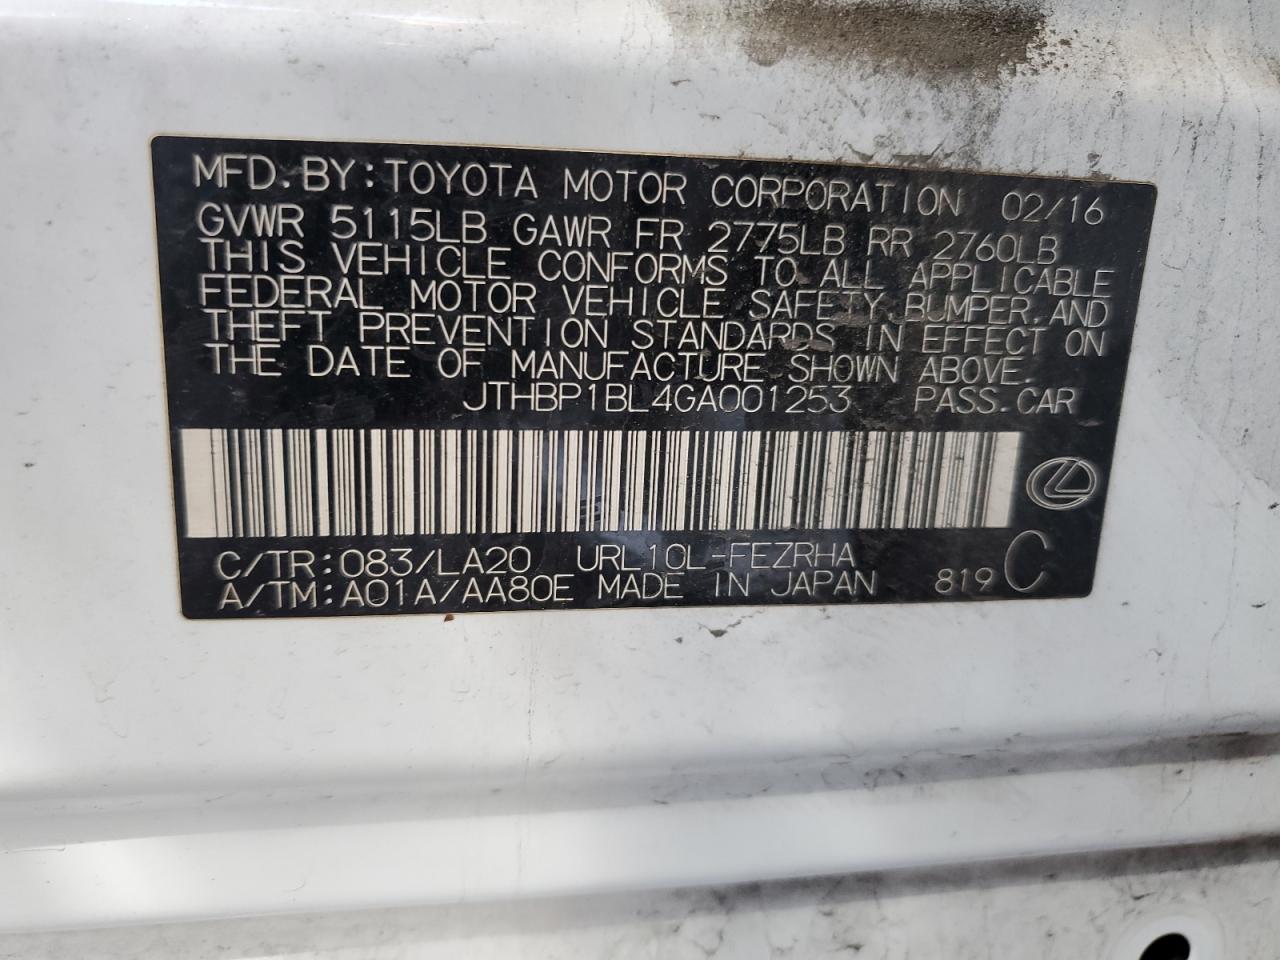 MFD.BY:TOYOTA MOTOR CORPORATION 02/16
GVWR 5115LB GAWR FR 2775LB RR 2760LB
THIS VEHICLE CONFORMS TO ALL APPLICABLE
FEDERAL MOTOR VEHICLE SAFETY,BUMPER,AND
THEFT PREVENTION STANDARDS IN EFFECT ON
THE DATE OF MANUFACTURE SHOWN ABOVE.
JTHBP1BL4GA001253 PASS.CAR
C/TR:083/LA20 URL10L-FEZRHA
A/TM:A01A/AA80E MADE IN JAPAN 819 C